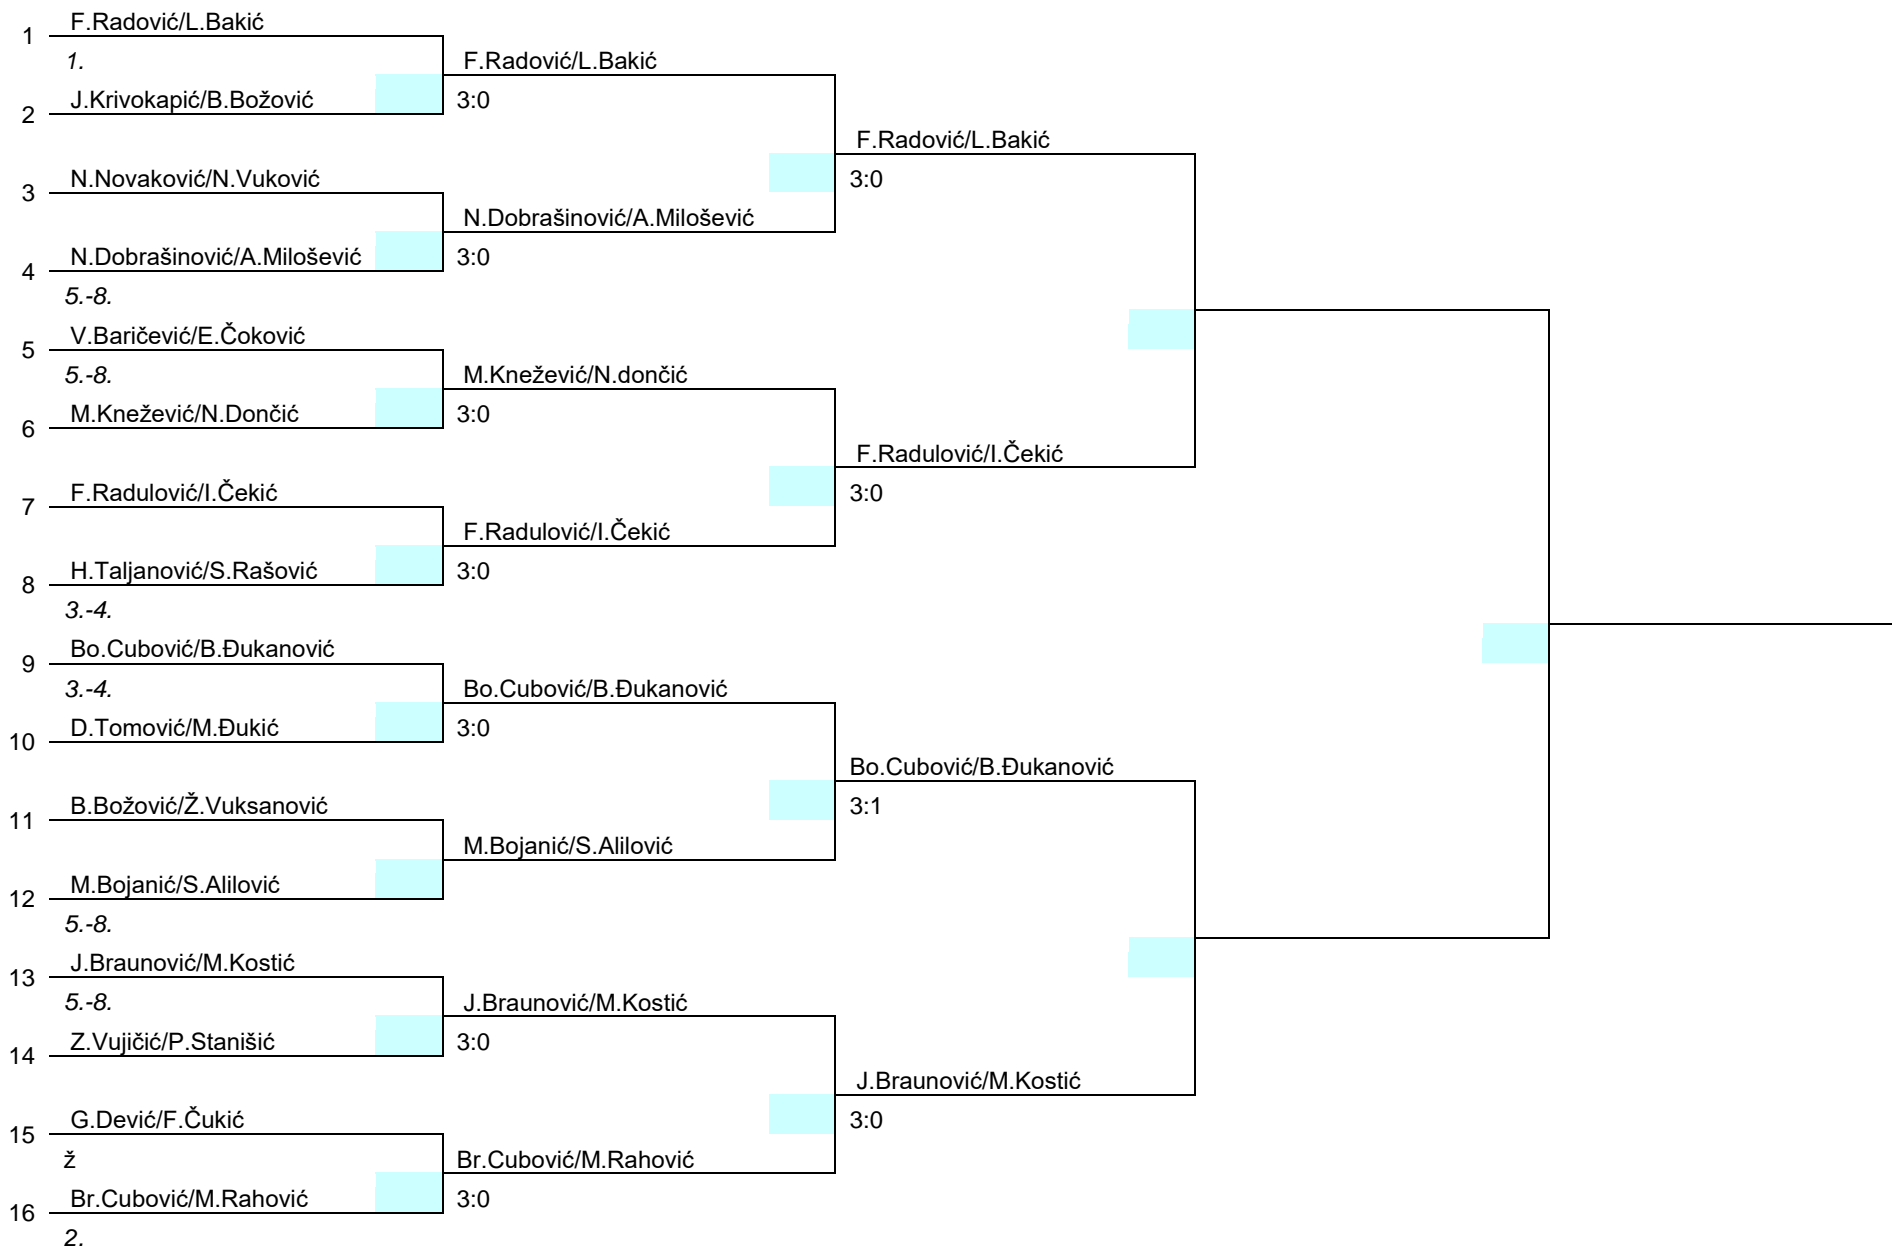 F.Radović/L.Bakić
1
1.
F.Radović/L.Bakić
J.Krivokapić/B.Božović
3:0
2
F.Radović/L.Bakić
N.Novaković/N.Vuković
3:0
3
N.Dobrašinović/A.Milošević
N.Dobrašinović/A.Milošević
3:0
4
5.-8.
V.Baričević/E.Čoković
5
5.-8.
M.Knežević/N.dončić
M.Knežević/N.Dončić
3:0
6
F.Radulović/I.Čekić
F.Radulović/I.Čekić
3:0
7
F.Radulović/I.Čekić
H.Taljanović/S.Rašović
3:0
8
3.-4.
Bo.Cubović/B.Đukanović
9
3.-4.
Bo.Cubović/B.Đukanović
D.Tomović/M.Đukić
3:0
10
Bo.Cubović/B.Đukanović
B.Božović/Ž.Vuksanović
3:1
11
M.Bojanić/S.Alilović
M.Bojanić/S.Alilović
12
5.-8.
J.Braunović/M.Kostić
13
5.-8.
J.Braunović/M.Kostić
Z.Vujičić/P.Stanišić
3:0
14
J.Braunović/M.Kostić
G.Dević/F.Čukić
3:0
15
ž
Br.Cubović/M.Rahović
Br.Cubović/M.Rahović
3:0
16
2.